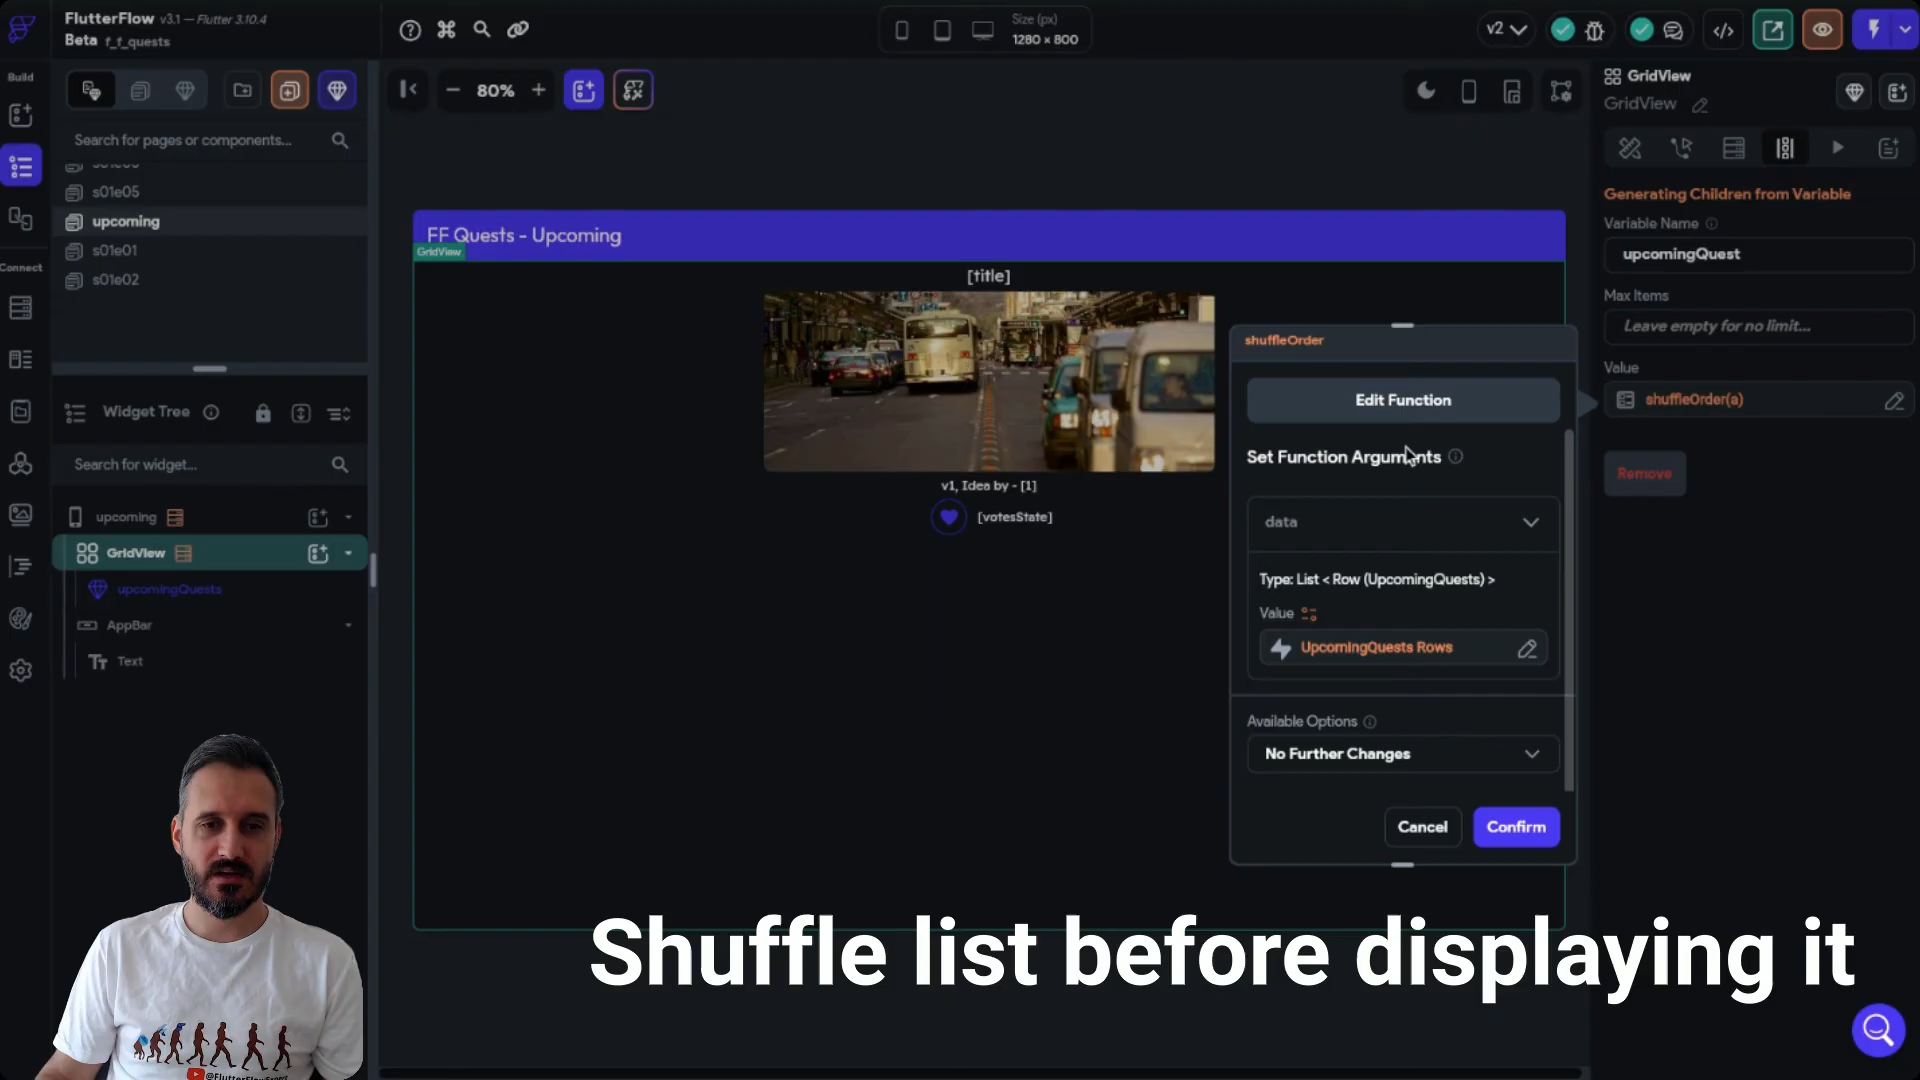 FlutterFlow v3.1 — Flutter 3.10.4
Beta f_f_quests
Size (px)
1280 × 800
v2
Build
80%
GridView
GridView
Search for pages or components...
s01e05
upcoming
s01e01
s01e02
Connect
Generating Children from Variable
Variable Name
upcomingQuest
Max Items
Leave empty for no limit...
Value
shuffleOrder(a)
Remove
FF Quests - Upcoming
GridView
[title]
v1, Idea by - [1]
[votesState]
shuffleOrder
Edit Function
Set Function Arguments
data
Type: List < Row (UpcomingQuests) >
Value
UpcomingQuests Rows
Available Options
No Further Changes
Cancel
Confirm
Widget Tree
Search for widget...
upcoming
GridView
upcomingQuests
AppBar
Tt Text
Shuffle list before displaying it
@FlutterFlowExpert